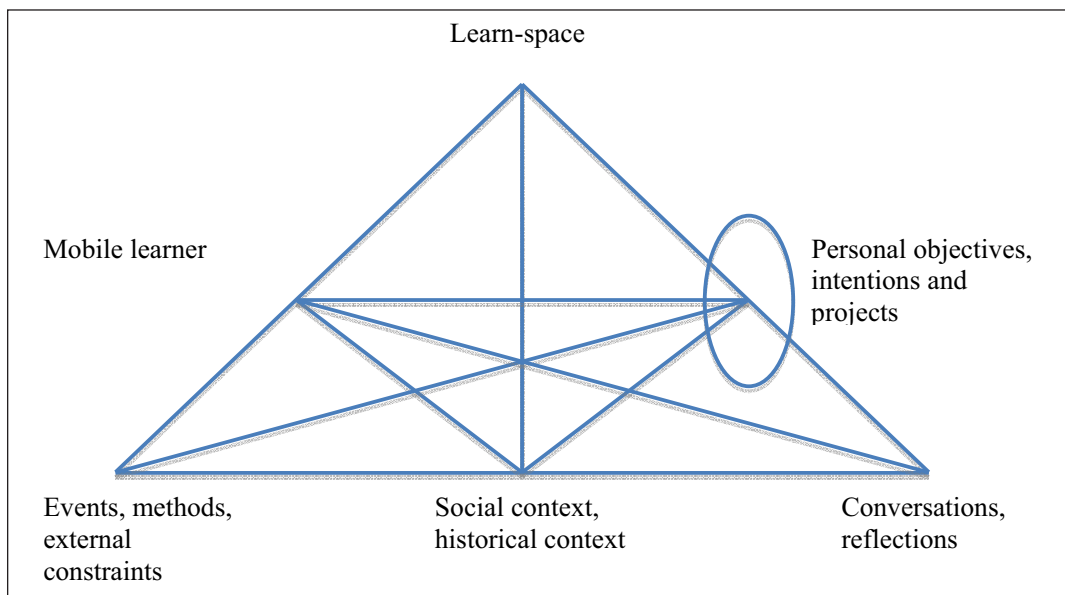 Learn-space
Mobile learner
Personal objectives,
intentions and
projects
Events, methods,
external
constraints
Social context,
historical context
Conversations,
reflections